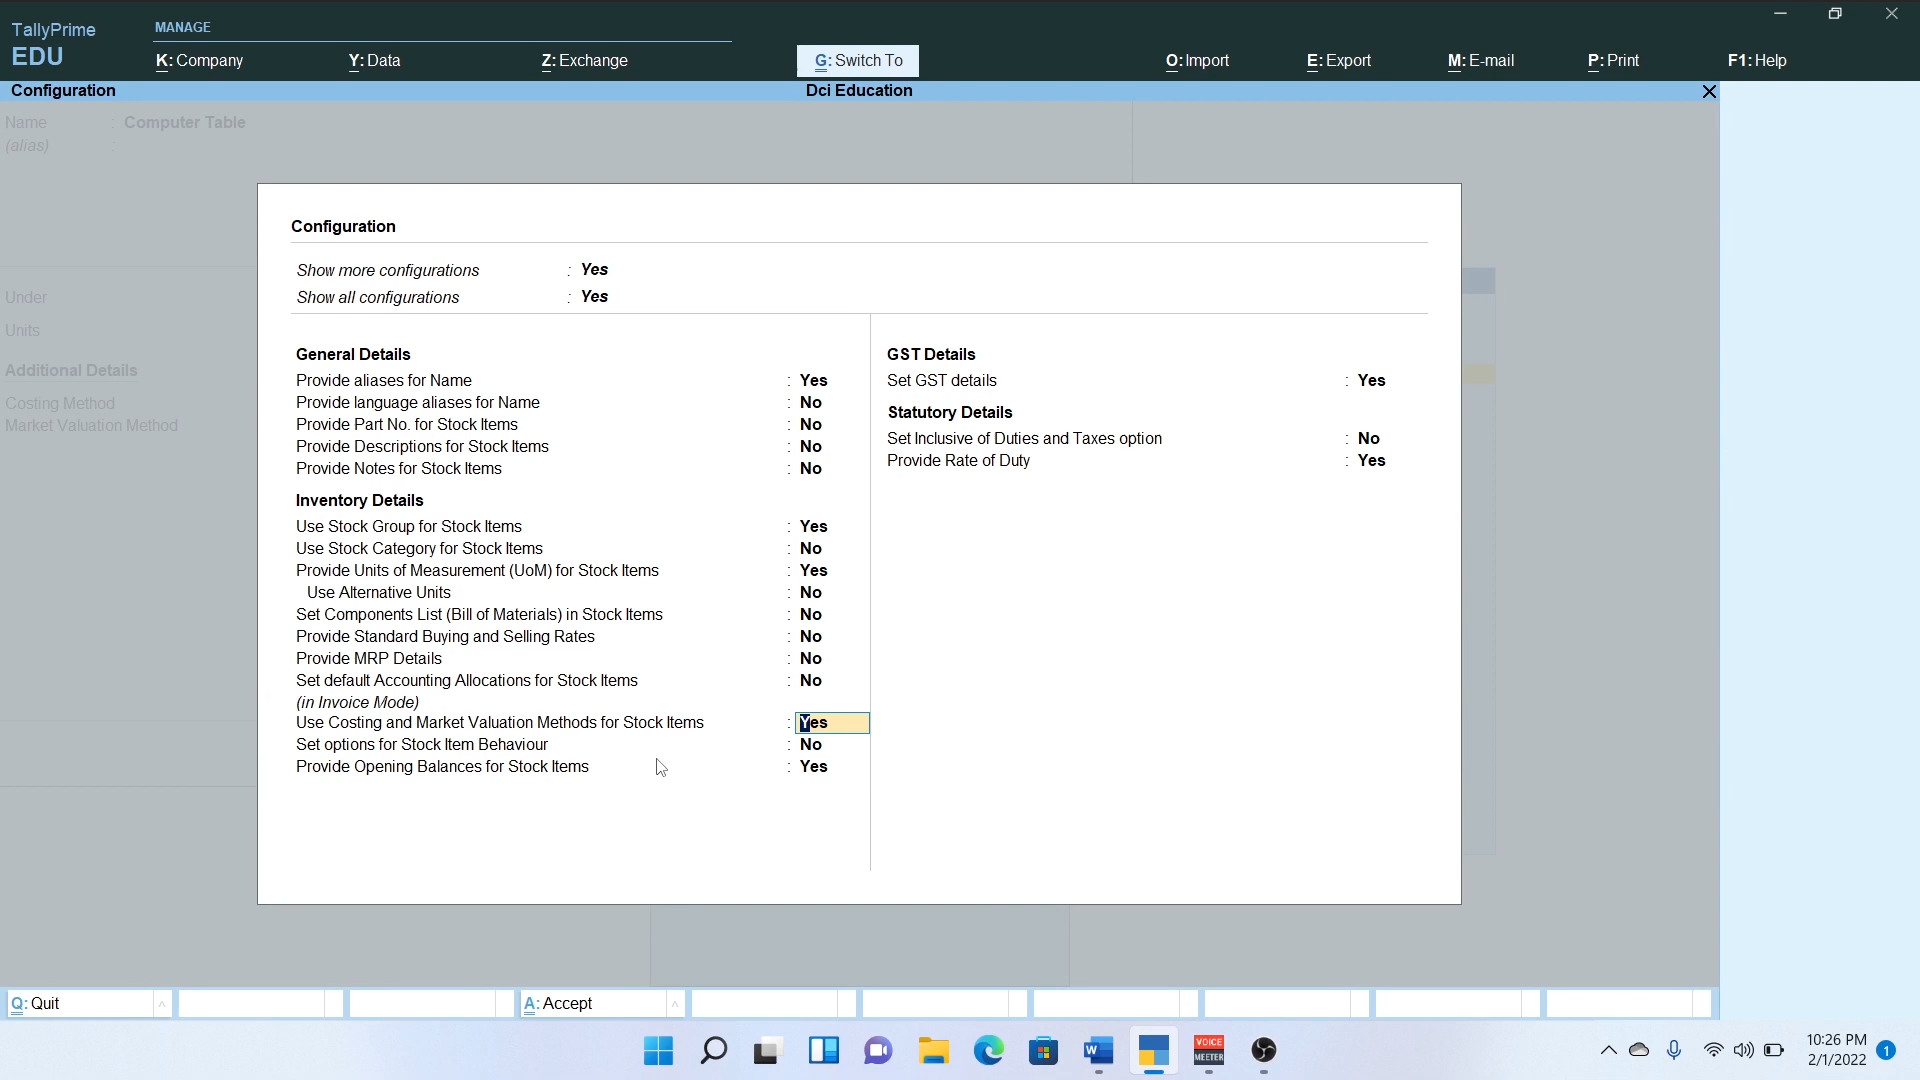 TallyPrime
EDU
MANAGE
K: Company
Y: Data
Z: Exchange
G: Switch To
O: Import
E: Export
M: E-mail
P: Print
F1: Help
Configuration
Dci Education
Name : Computer Table
(alias) :
Under
Units
Additional Details
Costing Method
Market Valuation Method
Configuration
Show more configurations : Yes
Show all configurations : Yes
General Details
Provide aliases for Name : Yes
Provide language aliases for Name : No
Provide Part No. for Stock Items : No
Provide Descriptions for Stock Items : No
Provide Notes for Stock Items : No
Inventory Details
Use Stock Group for Stock Items : Yes
Use Stock Category for Stock Items : No
Provide Units of Measurement (UoM) for Stock Items : Yes
Use Alternative Units : No
Set Components List (Bill of Materials) in Stock Items : No
Provide Standard Buying and Selling Rates : No
Provide MRP Details : No
Set default Accounting Allocations for Stock Items : No
(in Invoice Mode)
Use Costing and Market Valuation Methods for Stock Items : Yes
Set options for Stock Item Behaviour : No
Provide Opening Balances for Stock Items : Yes
GST Details
Set GST details : Yes
Statutory Details
Set Inclusive of Duties and Taxes option : No
Provide Rate of Duty : Yes
Q: Quit
A: Accept
W
VOICE
MEETER
10:26 PM
2/1/2022
1